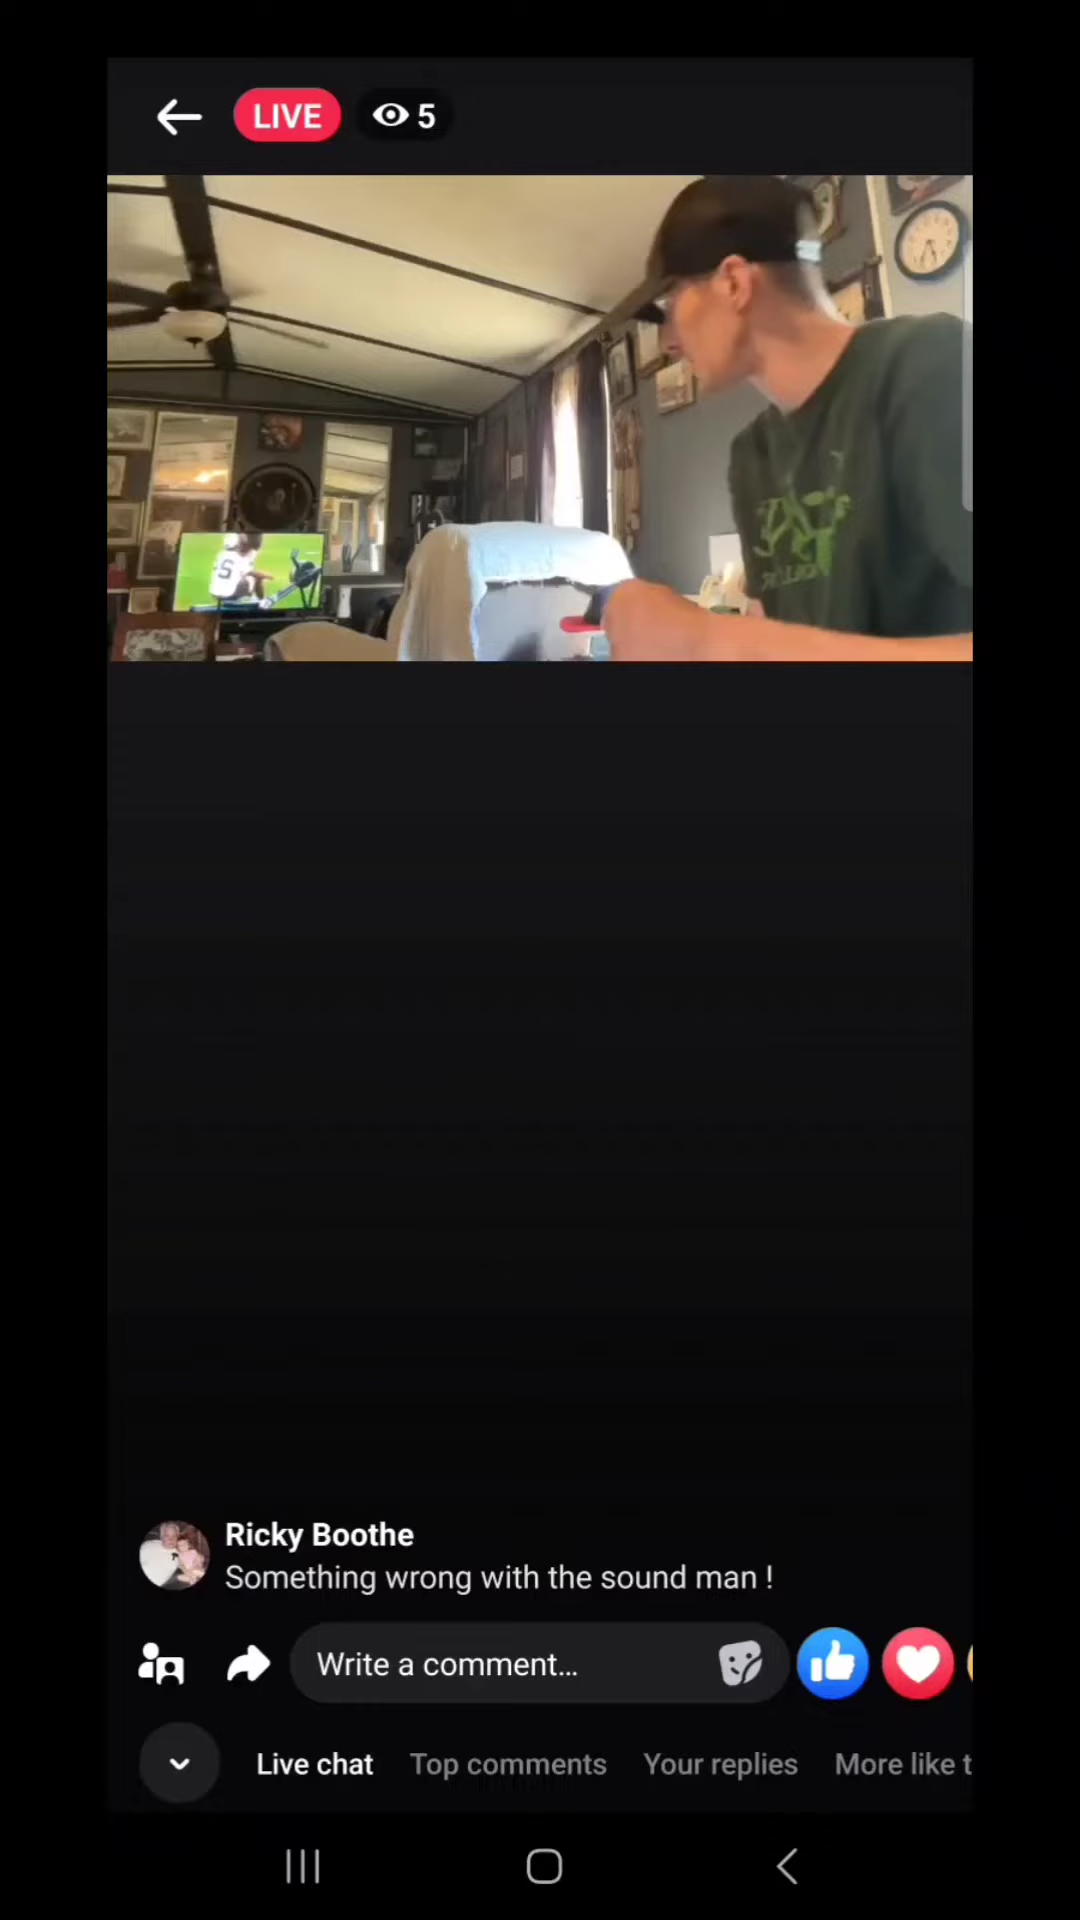 LIVE 5
Ricky Boothe
Something wrong with the sound man !
Write a comment...
Live chat Top comments Your replies More like t